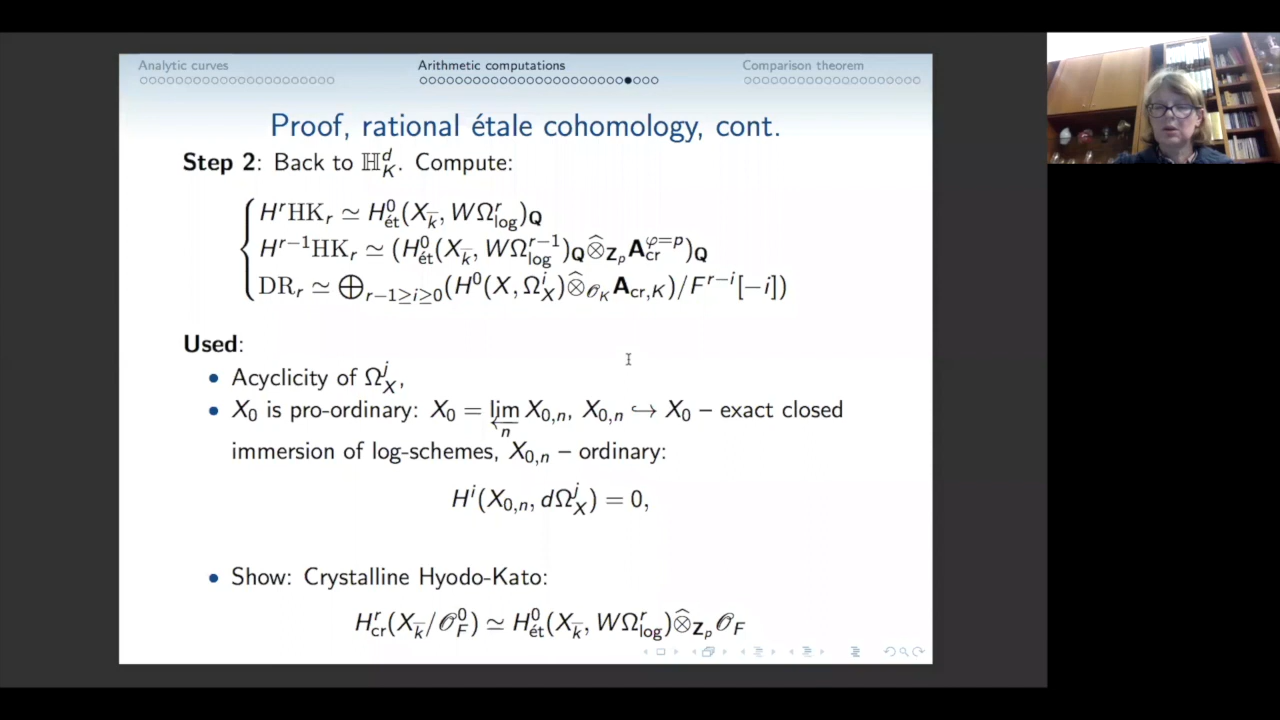 Analytic curves Arithmetic computations Comparison theorem
Proof, rational étale cohomology, cont.
Step 2: Back to ℍ^d_K. Compute:
H^r HK_r ≃ H^0_ét(X_k̄, WΩ^r_log)_Q
H^{r−1} HK_r ≃ (H^0_ét(X_k̄, WΩ^{r−1}_log)_Q ⊗̂_{Z_p} A^{φ=p}_cr)_Q
DR_r ≃ ⊕_{r−1≥i≥0}(H^0(X, Ω^i_X) ⊗̂_{𝒪_K} A_{cr,K})/F^{r−i}[−i])
Used:
• Acyclicity of Ω^j_X,
• X_0 is pro-ordinary: X_0 = lim←_n X_{0,n}, X_{0,n} ↪ X_0 – exact closed
immersion of log-schemes, X_{0,n} – ordinary:
H^i(X_{0,n}, dΩ^j_X) = 0,
• Show: Crystalline Hyodo-Kato:
H^r_cr(X_k̄/𝒪^0_F) ≃ H^0_ét(X_k̄, WΩ^r_log) ⊗̂_{Z_p} 𝒪_F